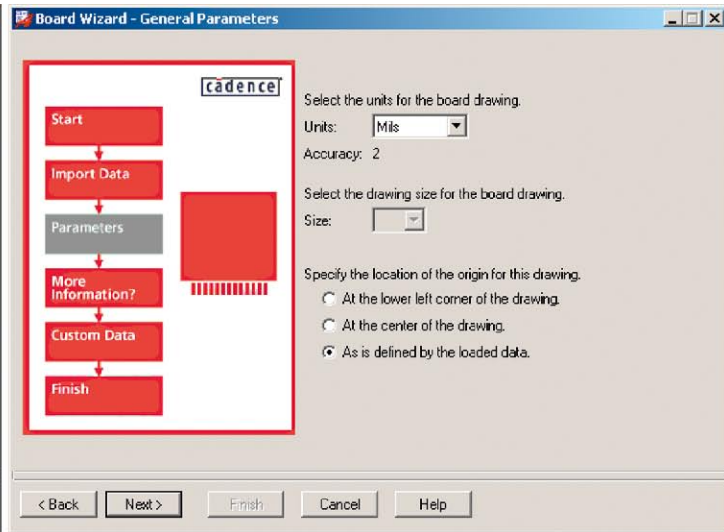 Board Wizard - General Parameters
cādence
Start
Import Data
Parameters
More
Information?
Custom Data
Finish
Select the units for the board drawing.
Units: Mils
Accuracy: 2
Select the drawing size for the board drawing.
Size:
Specify the location of the origin for this drawing.
At the lower left corner of the drawing.
At the center of the drawing.
As is defined by the loaded data.
< Back Next > Finish Cancel Help